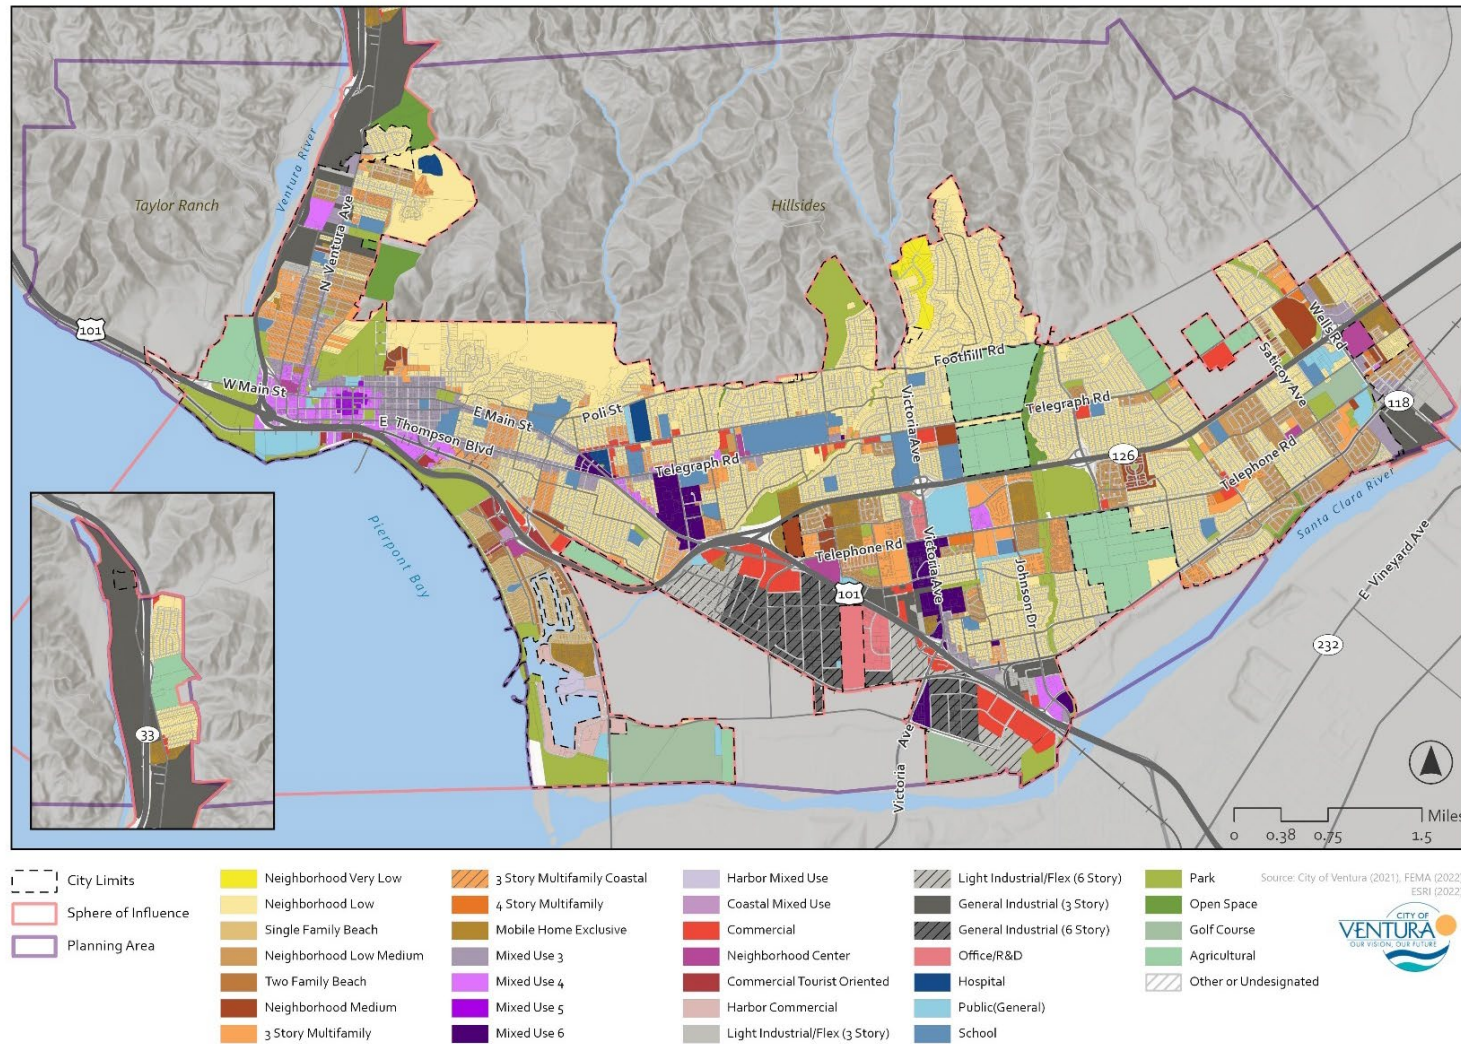 Taylor Ranch
Ventura River
N Ventura Ave
Hillsides
101
W Main St
E Thompson Blvd
E Main St
Poli St
Foothill Rd
Victoria Ave
Telegraph Rd
Telegraph Rd
Saticoy Ave
Wells Rd
118
126
Telephone Rd
Telephone Rd
Santa Clara River
E Vineyard Ave
Pierpont Bay
Victoria Ave
Johnson Dr
101
232
33
Victoria Ave
Miles
0 0.38 0.75 1.5
City Limits
Sphere of Influence
Planning Area
Neighborhood Very Low
Neighborhood Low
Single Family Beach
Neighborhood Low Medium
Two Family Beach
Neighborhood Medium
3 Story Multifamily
3 Story Multifamily Coastal
4 Story Multifamily
Mobile Home Exclusive
Mixed Use 3
Mixed Use 4
Mixed Use 5
Mixed Use 6
Harbor Mixed Use
Coastal Mixed Use
Commercial
Neighborhood Center
Commercial Tourist Oriented
Harbor Commercial
Light Industrial/Flex (3 Story)
Light Industrial/Flex (6 Story)
General Industrial (3 Story)
General Industrial (6 Story)
Office/R&D
Hospital
Public(General)
School
Park
Open Space
Golf Course
Agricultural
Other or Undesignated
Source: City of Ventura (2021), FEMA (2022)
ESRI (2022)
CITY OF
VENTURA
OUR VISION, OUR FUTURE